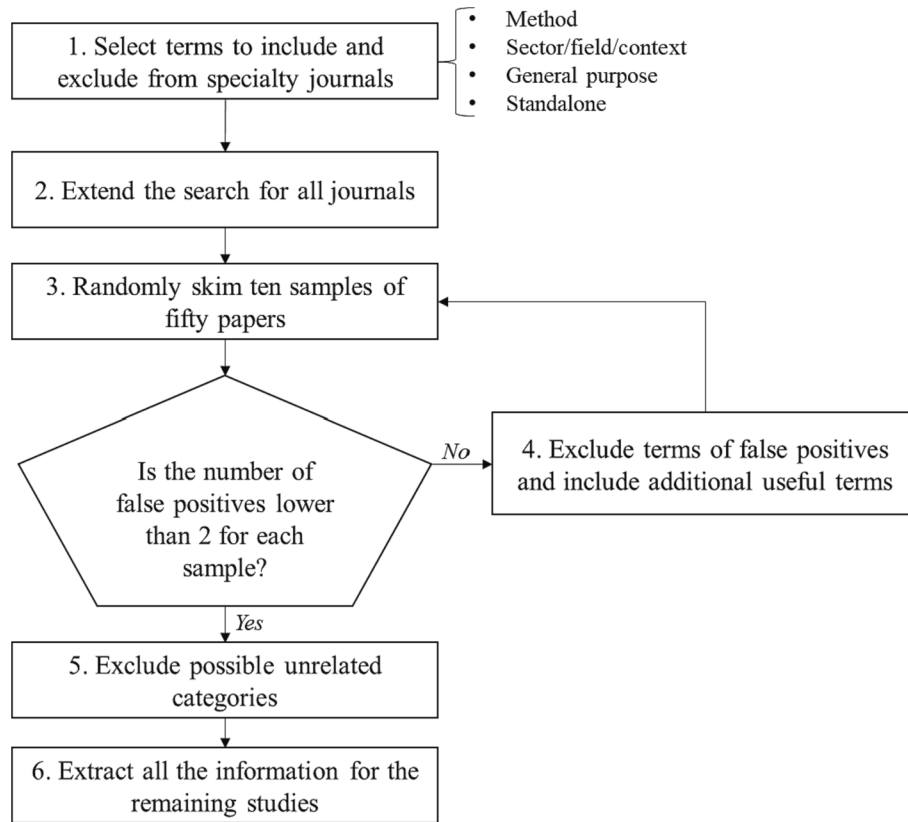 1. Select terms to include and
exclude from specialty journals
• Method
• Sector/field/context
• General purpose
• Standalone
2. Extend the search for all journals
3. Randomly skim ten samples of
fifty papers
Is the number of
false positives lower
than 2 for each
sample?
No
4. Exclude terms of false positives
and include additional useful terms
Yes
5. Exclude possible unrelated
categories
6. Extract all the information for the
remaining studies